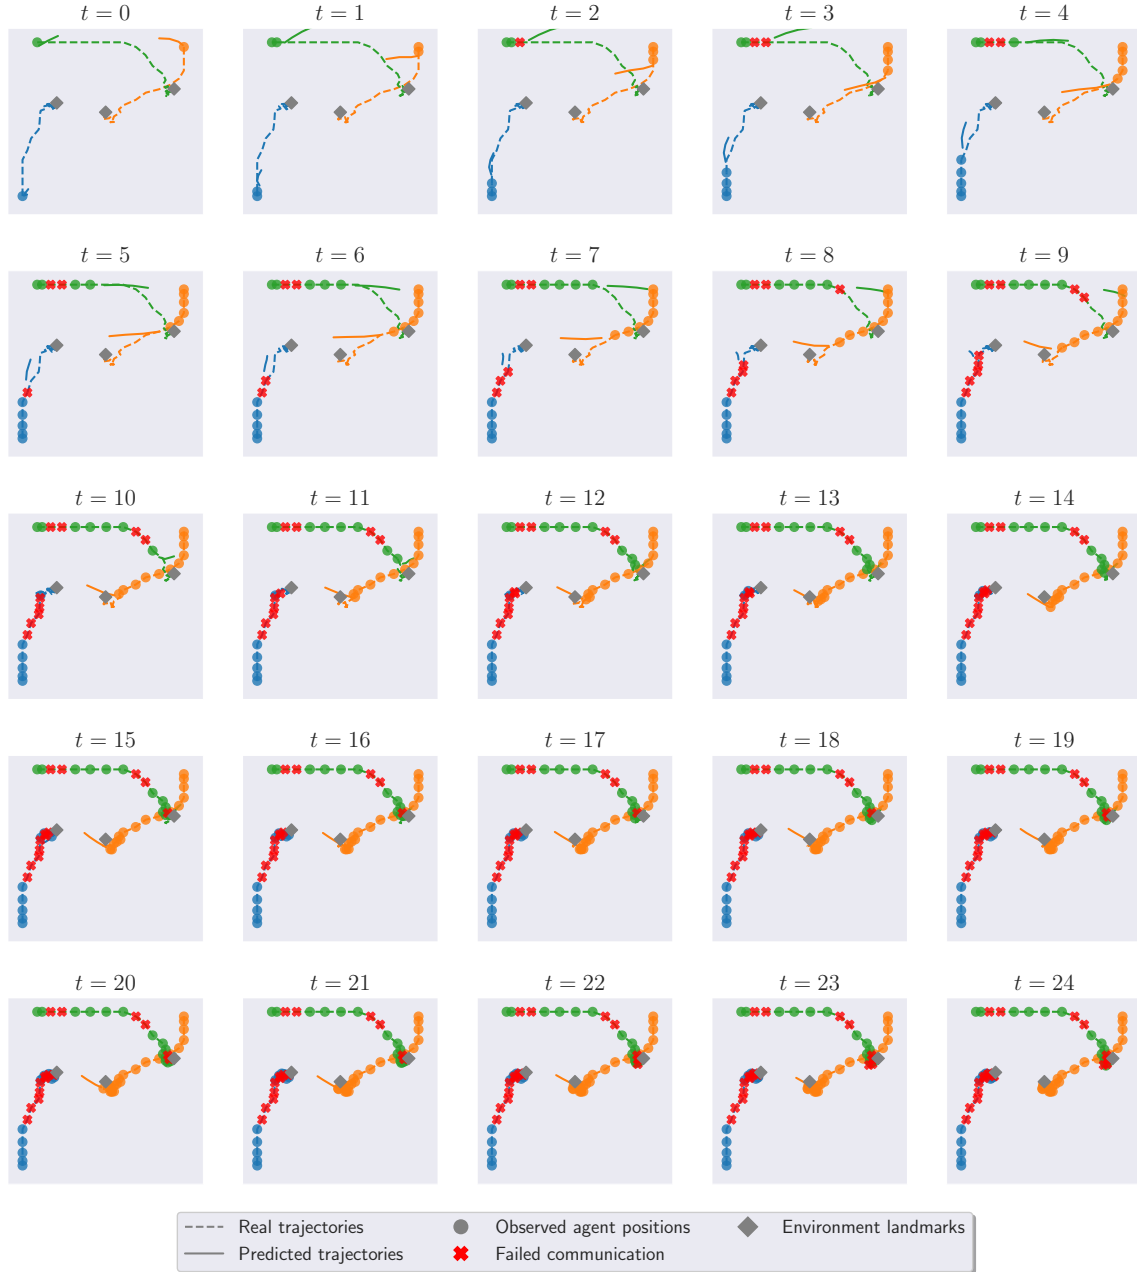 t = 0
t = 1
t = 2
t = 3
t = 4
t = 5
t = 6
t = 7
t = 8
t = 9
t = 10
t = 11
t = 12
t = 13
t = 14
t = 15
t = 16
t = 17
t = 18
t = 19
t = 20
t = 21
t = 22
t = 23
t = 24
Real trajectories
Observed agent positions
Environment landmarks
Predicted trajectories
Failed communication